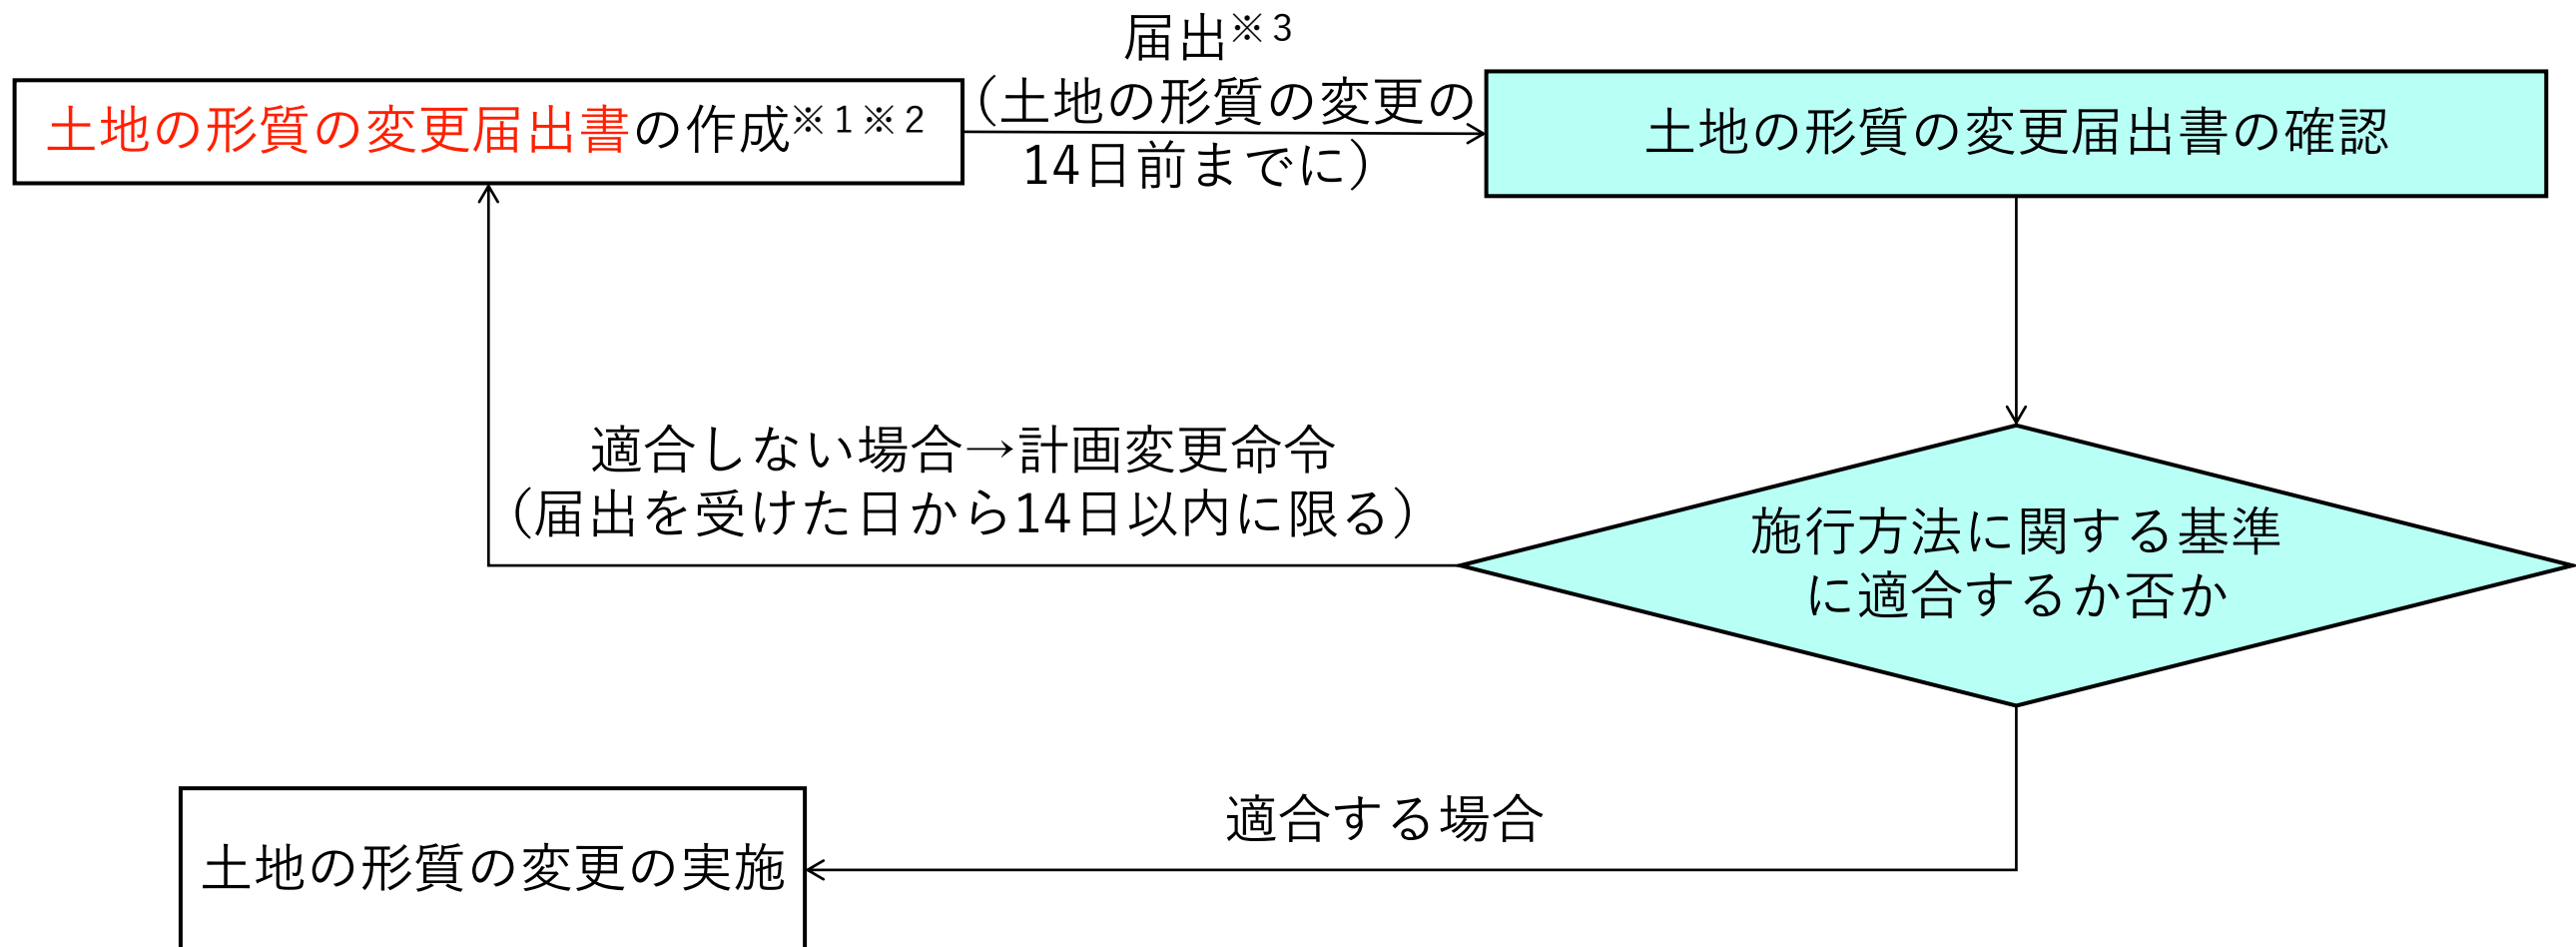 届出※3
土地の形質の変更届出書の作成※1※2
（土地の形質の変更の
14日前までに）
土地の形質の変更届出書の確認
適合しない場合→計画変更命令
（届出を受けた日から14日以内に限る）
施行方法に関する基準
に適合するか否か
適合する場合
土地の形質の変更の実施